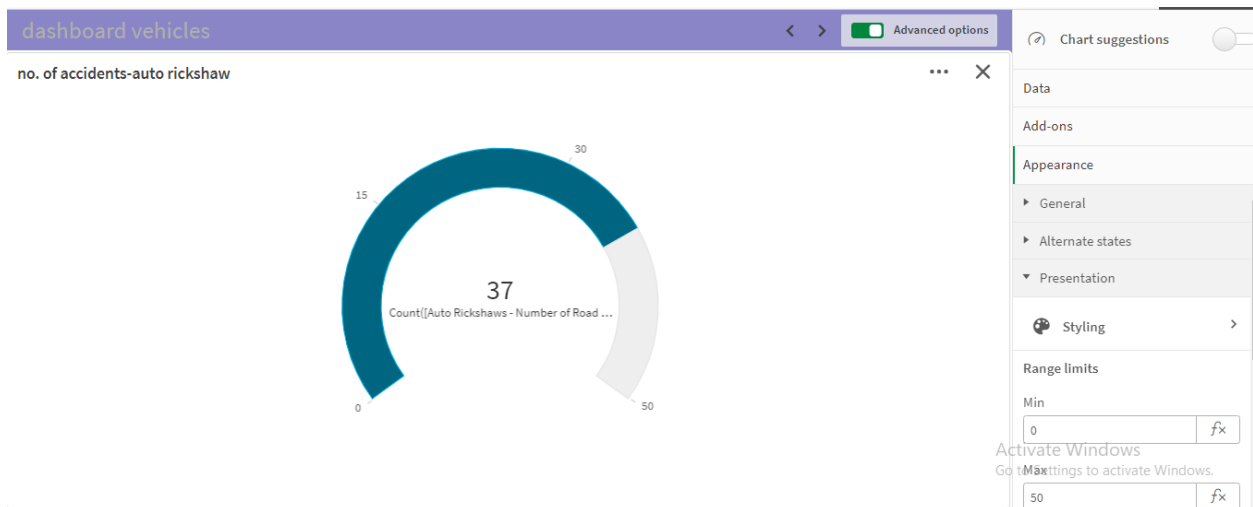 dashboard vehicles
Advanced options
Chart suggestions
no. of accidents-auto rickshaw
Data
Add-ons
Appearance
General
Alternate states
Presentation
Styling
Range limits
Min
0
Max
50
30
15
37
Count([Auto Rickshaws - Number of Road ...
0
50
Activate Windows
Go to Settings to activate Windows.